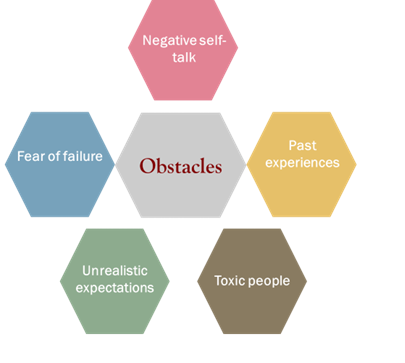 Negative self-
talk
Fear of failure
Obstacles
Past
experiences
Unrealistic
expectations
Toxic people